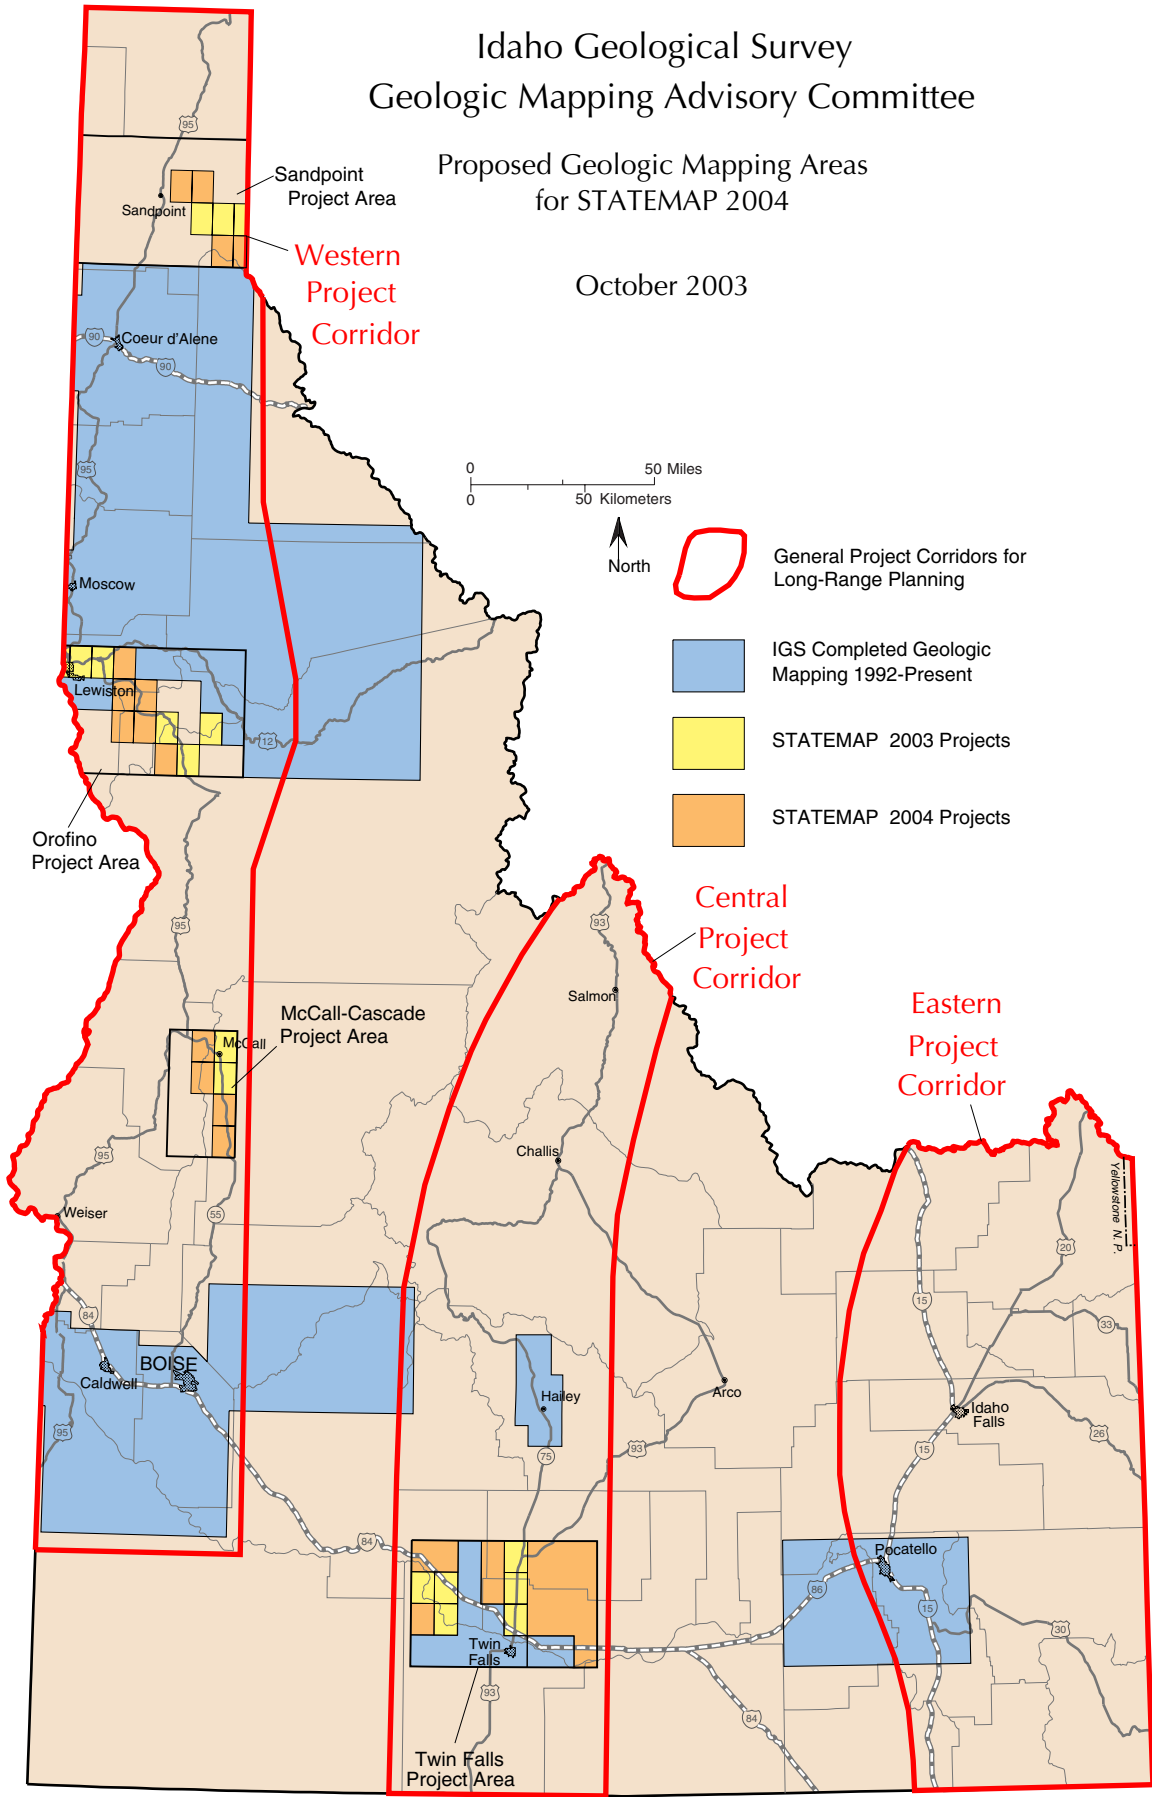 Idaho Geological Survey
Geologic Mapping Advisory Committee
Proposed Geologic Mapping Areas
for STATEMAP 2004
October 2003
95
Sandpoint
Project Area
Sandpoint
Western
Project
Corridor
90
Coeur d'Alene
90
95
0
50 Miles
0
50 Kilometers
North
General Project Corridors for
Long-Range Planning
Moscow
IGS Completed Geologic
Mapping 1992-Present
Lewiston
12
STATEMAP 2003 Projects
STATEMAP 2004 Projects
Orofino
Project Area
Central
Project
Corridor
95
93
Salmon
McCall-Cascade
Project Area
McCall
Eastern
Project
Corridor
95
Challis
Yellowstone N. P.
Weiser
55
20
84
15
33
BOISE
Caldwell
Hailey
Arco
Idaho
Falls
95
75
93
15
26
84
Pocatello
86
15
30
Twin
Falls
93
84
Twin Falls
Project Area